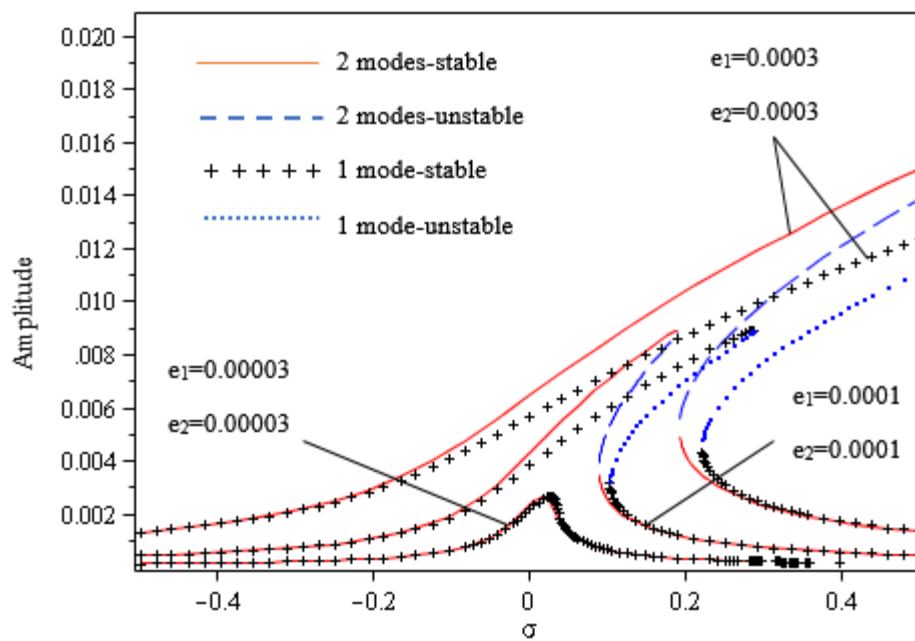 0.020
0.018
0.016
0.014
0.012
.010
.008
.006
0.004
0.002
Amplitude
2 modes-stable
2 modes-unstable
1 mode-stable
1 mode-unstable
e1=0.0003
e2=0.0003
e1=0.00003
e2=0.00003
e1=0.0001
e2=0.0001
−0.4
−0.2
0
0.2
0.4
σ